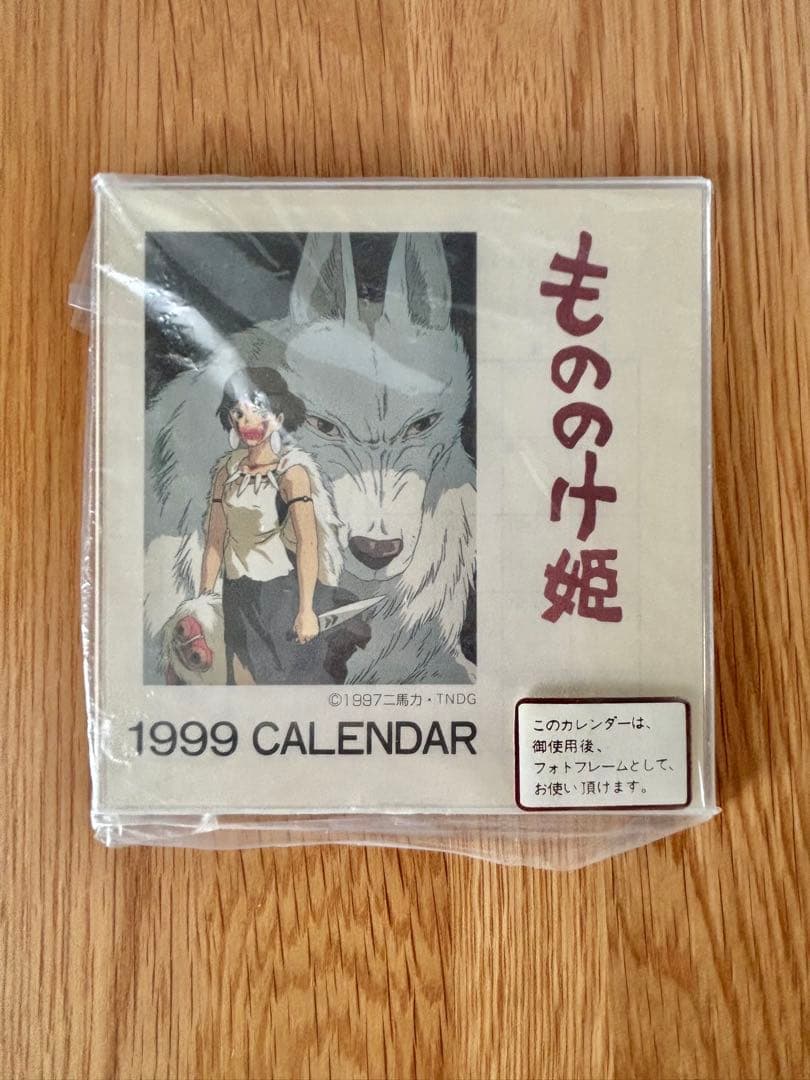 もののけ姫
©1997二馬力・TNDG
1999 CALENDAR
このカレンダーは、
御使用後、
フォトフレームとして、
お使い頂けます。